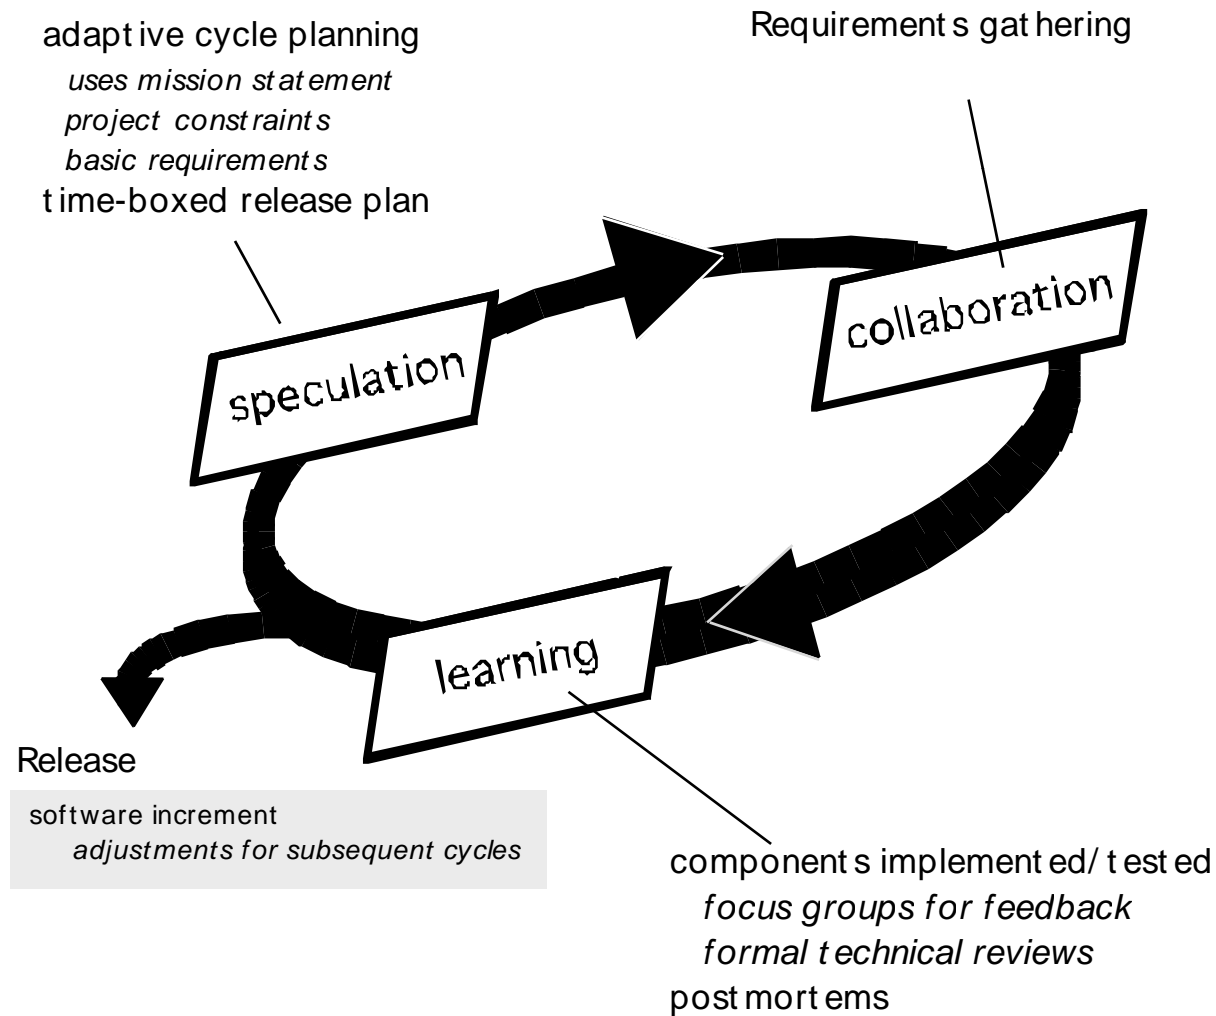 adaptive cycle planning
uses mission statement
project constraints
basic requirements
time-boxed release plan
Requirements gathering
speculation
collaboration
learning
Release
software increment
adjustments for subsequent cycles
components implemented/ tested
focus groups for feedback
formal technical reviews
postmortems